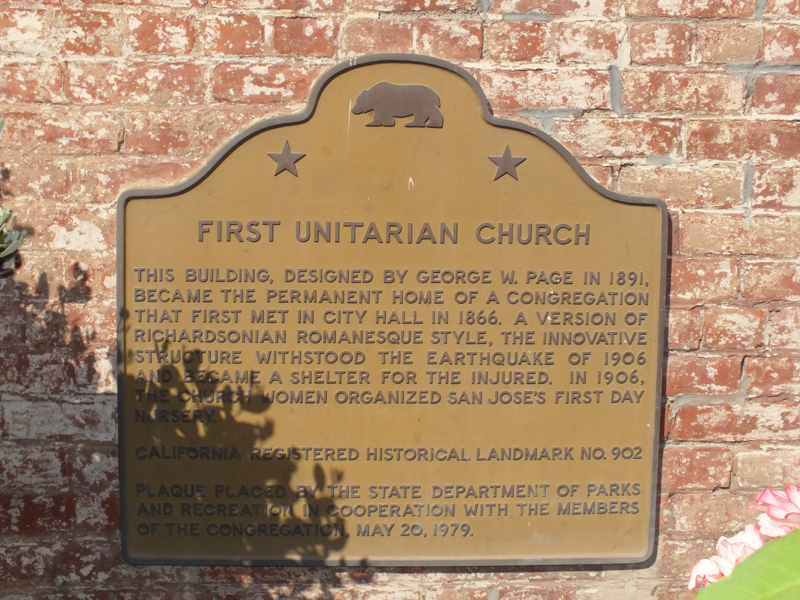 FIRST UNITARIAN CHURCH
THIS BUILDING, DESIGNED BY GEORGE W. PAGE IN 1891,
BECAME THE PERMANENT HOME OF A CONGREGATION
THAT FIRST MET IN CITY HALL IN 1866. A VERSION OF
RICHARDSONIAN ROMANESQUE STYLE, THE INNOVATIVE
STRUCTURE WITHSTOOD THE EARTHQUAKE OF 1906
AND BECAME A SHELTER FOR THE INJURED. IN 1906,
THE CHURCH WOMEN ORGANIZED SAN JOSE'S FIRST DAY
NURSERY.
CALIFORNIA REGISTERED HISTORICAL LANDMARK NO. 902
PLAQUE PLACED BY THE STATE DEPARTMENT OF PARKS
AND RECREATION IN COOPERATION WITH THE MEMBERS
OF THE CONGREGATION, MAY 20, 1979.